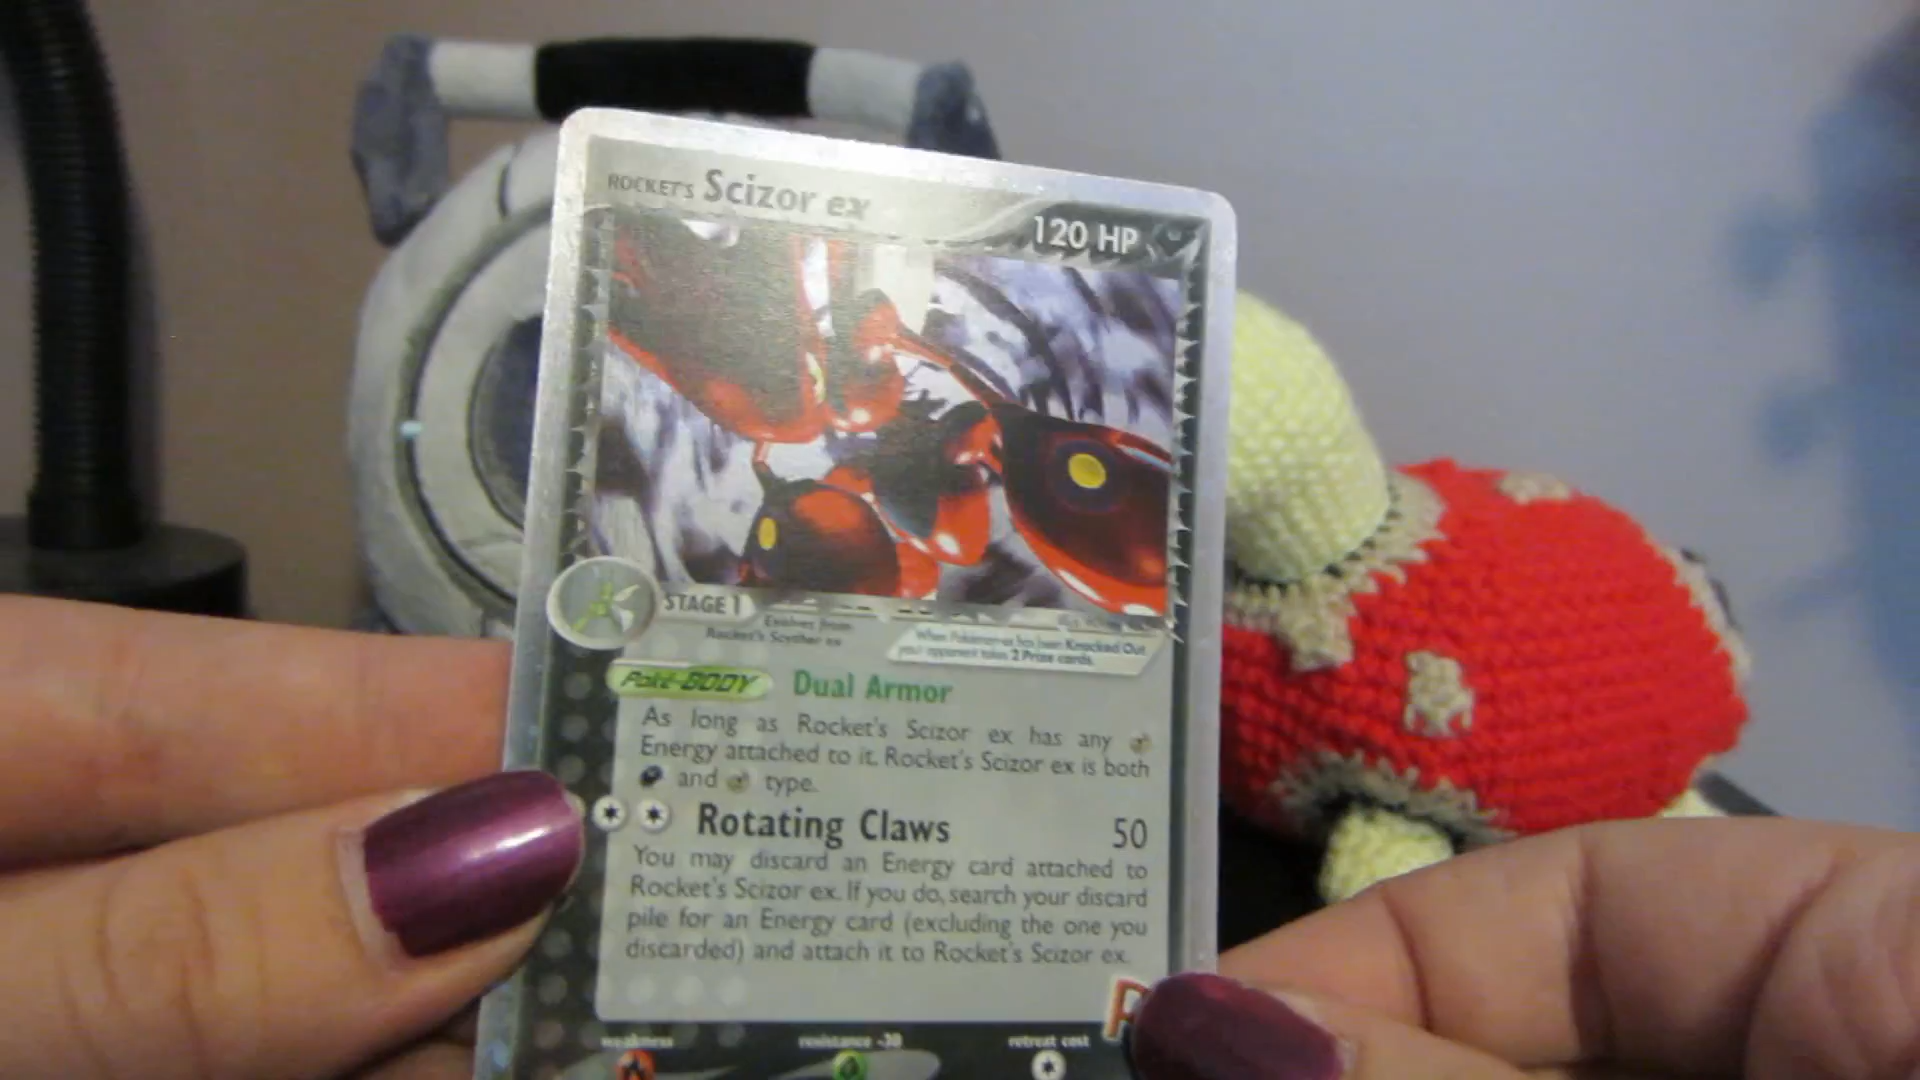 ROCKET'S Scizor ex
120 HP
STAGE 1
Evolves from
Rocket's Scyther ex
When Pokémon-ex has been Knocked Out
your opponent takes 2 Prize cards.
Poké-BODY Dual Armor
As long as Rocket's Scizor ex has any
Energy attached to it, Rocket's Scizor ex is both
and type.
Rotating Claws 50
You may discard an Energy card attached to
Rocket's Scizor ex. If you do, search your discard
pile for an Energy card (excluding the one you
discarded) and attach it to Rocket's Scizor ex.
R
weakness resistance -30 retreat cost